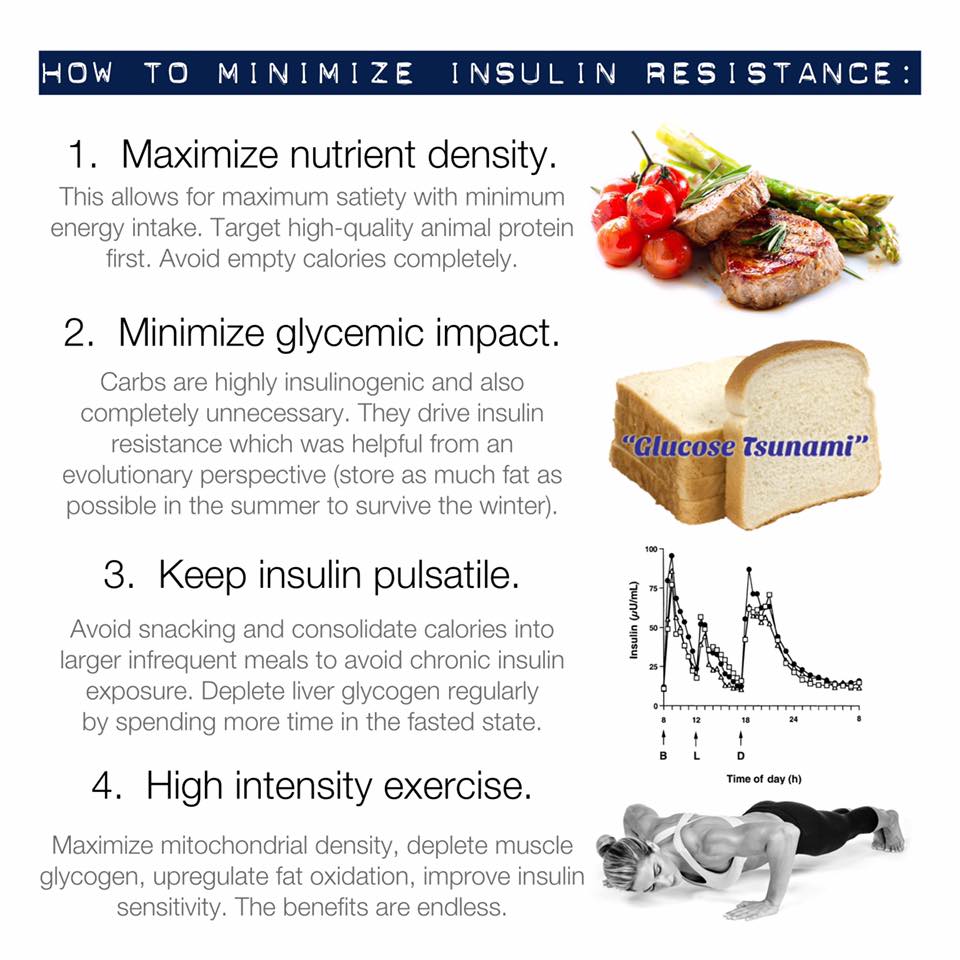 HOW TO MINIMIZE INSULIN RESISTANCE:
1. Maximize nutrient density.
This allows for maximum satiety with minimum
energy intake. Target high-quality animal protein
first. Avoid empty calories completely.
2. Minimize glycemic impact.
Carbs are highly insulinogenic and also
completely unnecessary. They drive insulin
resistance which was helpful from an
evolutionary perspective (store as much fat as
possible in the summer to survive the winter).
"Glucose Tsunami"
3. Keep insulin pulsatile.
Avoid snacking and consolidate calories into
larger infrequent meals to avoid chronic insulin
exposure. Deplete liver glycogen regularly
by spending more time in the fasted state.
Insulin (µU/mL)
100
75
50
25
0
8 12 18 24 8
B L D
Time of day (h)
4. High intensity exercise.
Maximize mitochondrial density, deplete muscle
glycogen, upregulate fat oxidation, improve insulin
sensitivity. The benefits are endless.